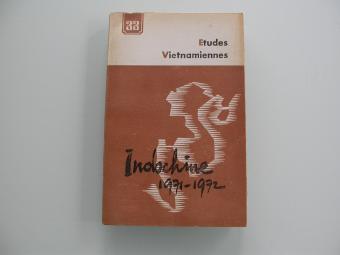 33
Etudes
Vietnamiennes
Indochine
1971-1972